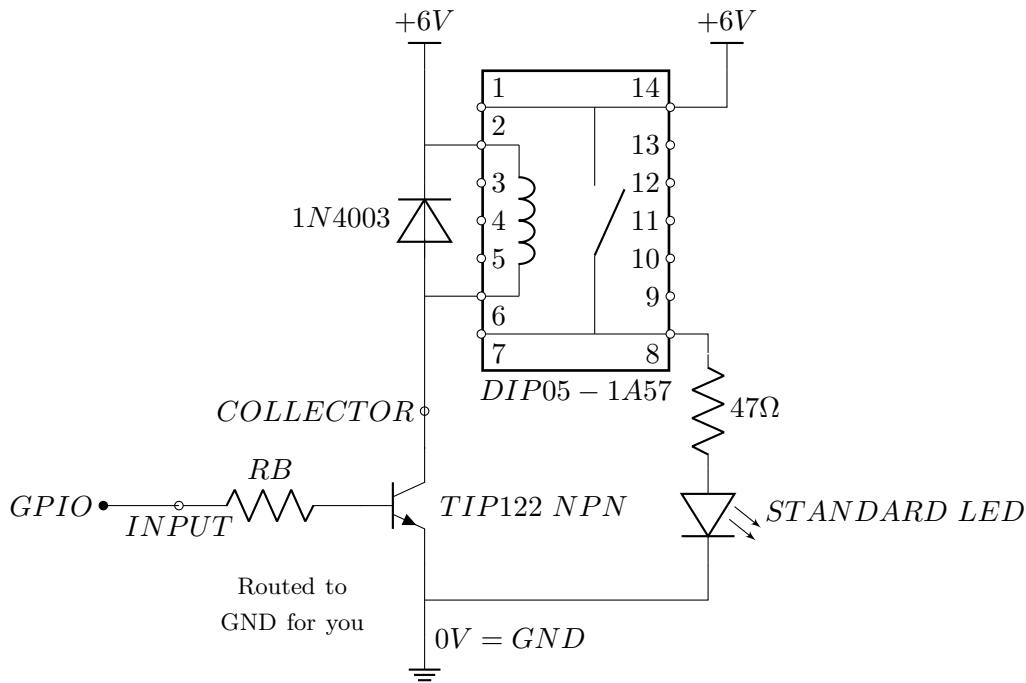 +6V
+6V
1
14
2
13
3
12
1N4003
4
11
5
10
9
6
7
8
DIP05 − 1A57
COLLECTOR
47Ω
RB
GPIO
INPUT
TIP122 NPN
STANDARD LED
Routed to
GND for you
0V = GND